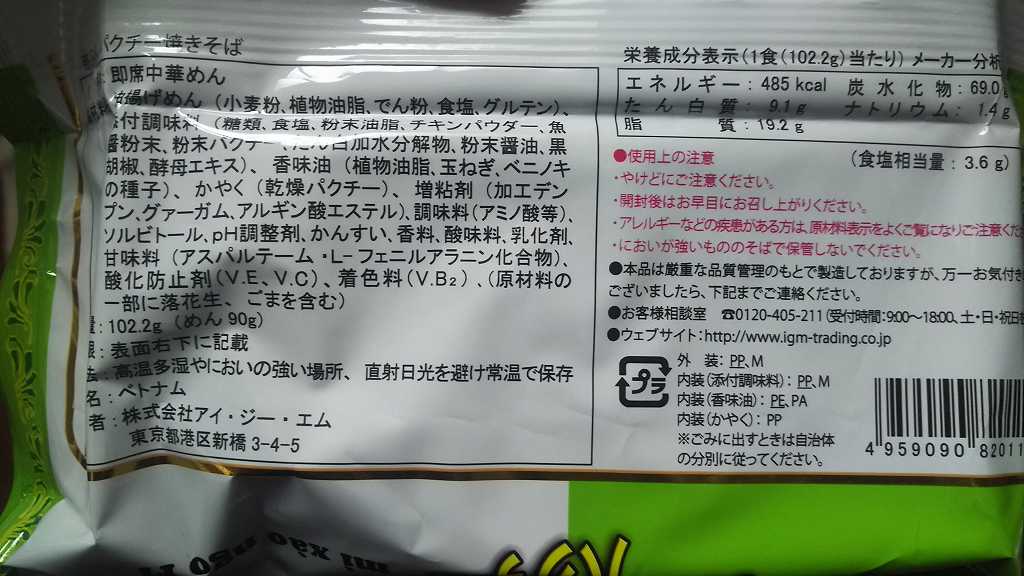 パクチー焼きそば
即席中華めん
揚げめん（小麦粉、植物油脂、でん粉、食塩、グルテン）、
添付調味料（糖類、食塩、粉末油脂、チキンパウダー、魚
醤粉末、粉末パクチー、たん白加水分解物、粉末醤油、黒
胡椒、酵母エキス）、香味油（植物油脂、玉ねぎ、ベニノキ
の種子）、かやく（乾燥パクチー）、増粘剤（加工デン
プン、グァーガム、アルギン酸エステル）、調味料（アミノ酸等）、
ソルビトール、pH調整剤、かんすい、香料、酸味料、乳化剤、
甘味料（アスパルテーム・L-フェニルアラニン化合物）、
酸化防止剤（V.E、V.C）、着色料（V.B₂）、（原材料の
一部に落花生、ごまを含む）
量：102.2g（めん90g）
限：表面右下に記載
法：高温多湿やにおいの強い場所、直射日光を避け常温で保存
名：ベトナム
者：株式会社アイ・ジー・エム
東京都港区新橋3-4-5
栄養成分表示（1食（102.2g）当たり）メーカー分析
エネルギー：485kcal 炭水化物：69.0g
たん白質：9.1g ナトリウム：1.4g
脂質：19.2g
（食塩相当量：3.6g）
●使用上の注意
・やけどにご注意ください。
・開封後はお早目にお召し上がりください。
・アレルギーなどの疾患がある方は、原材料表示をよくご覧になりご注意くだ
・においが強いもののそばで保管しないでください。
●本品は厳重な品質管理のもとで製造しておりますが、万一お気付き
ございましたら、下記までご連絡ください。
●お客様相談室 ☎0120-405-211（受付時間：9:00～18:00、土・日・祝日
●ウェブサイト：http://www.igm-trading.co.jp
プラ
外装：PP、M
内装（添付調味料）：PP、M
内装（香味油）：PE、PA
内装（かやく）：PP
※ごみに出すときは自治体
の分別に従ってください。
4 959090 82011
mì xào